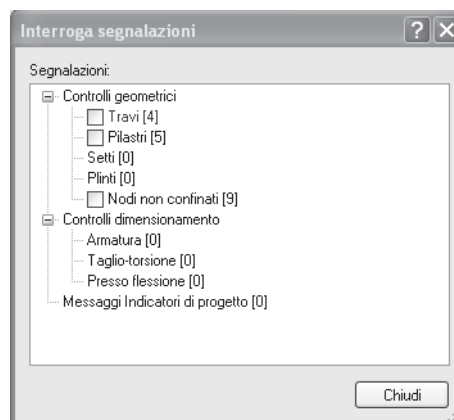 Interroga segnalazioni
Segnalazioni:
Controlli geometrici
Travi [4]
Pilastri [5]
Setti [0]
Plinti [0]
Nodi non confinati [9]
Controlli dimensionamento
Armatura [0]
Taglio-torsione [0]
Presso flessione [0]
Messaggi Indicatori di progetto [0]
Chiudi